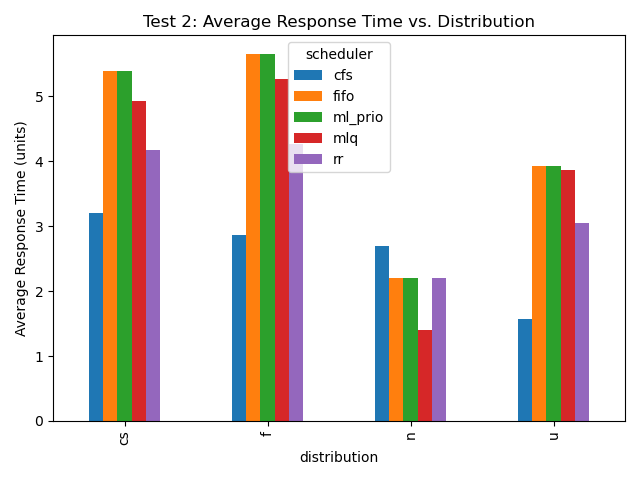 Test 2: Average Response Time vs. Distribution
scheduler
cfs
fifo
ml_prio
mlq
rr
Average Response Time (units)
5
4
3
2
1
0
cs
f
n
u
distribution